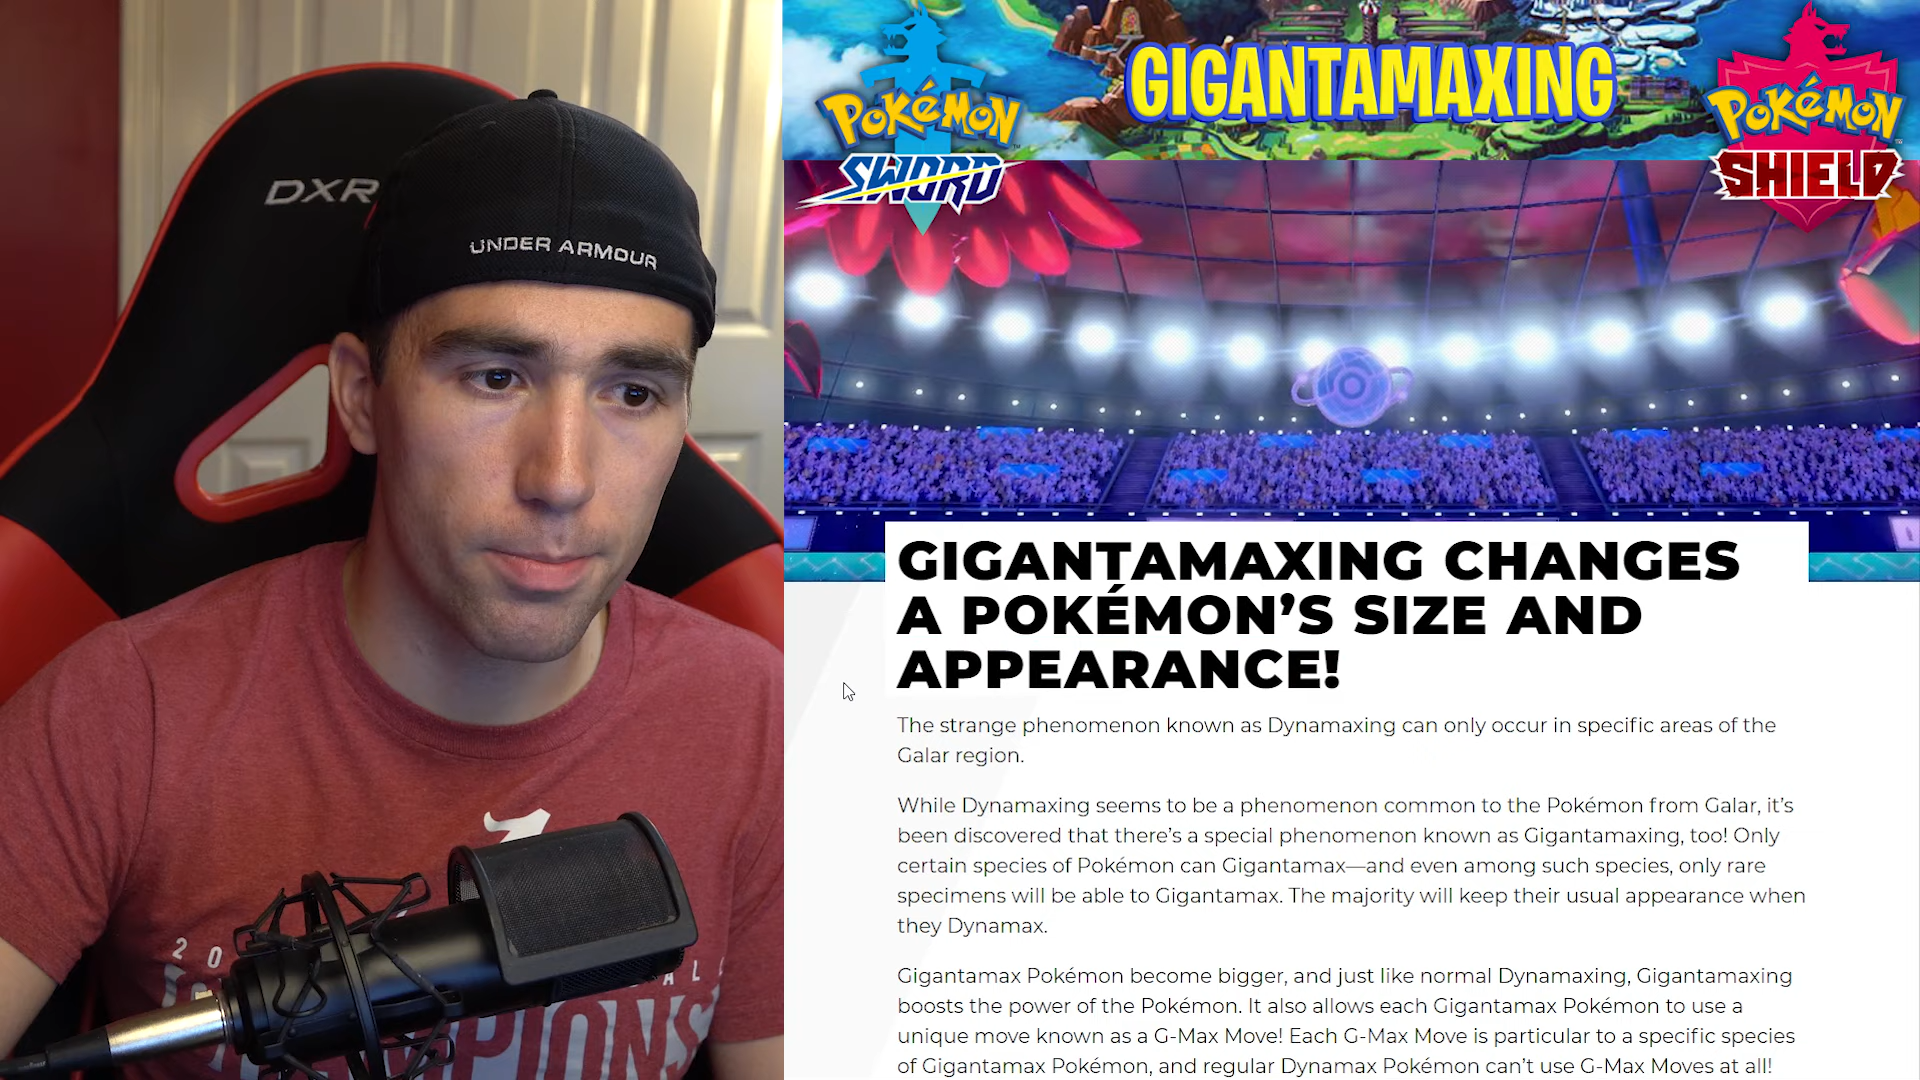 DXR
UNDER ARMOUR
Pokémon
SWORD
GIGANTAMAXING
Pokémon
SHIELD
GIGANTAMAXING CHANGES
A POKÉMON’S SIZE AND
APPEARANCE!
The strange phenomenon known as Dynamaxing can only occur in specific areas of the
Galar region.
While Dynamaxing seems to be a phenomenon common to the Pokémon from Galar, it’s
been discovered that there’s a special phenomenon known as Gigantamaxing, too! Only
certain species of Pokémon can Gigantamax—and even among such species, only rare
specimens will be able to Gigantamax. The majority will keep their usual appearance when
they Dynamax.
Gigantamax Pokémon become bigger, and just like normal Dynamaxing, Gigantamaxing
boosts the power of the Pokémon. It also allows each Gigantamax Pokémon to use a
unique move known as a G-Max Move! Each G-Max Move is particular to a specific species
of Gigantamax Pokémon, and regular Dynamax Pokémon can’t use G-Max Moves at all!